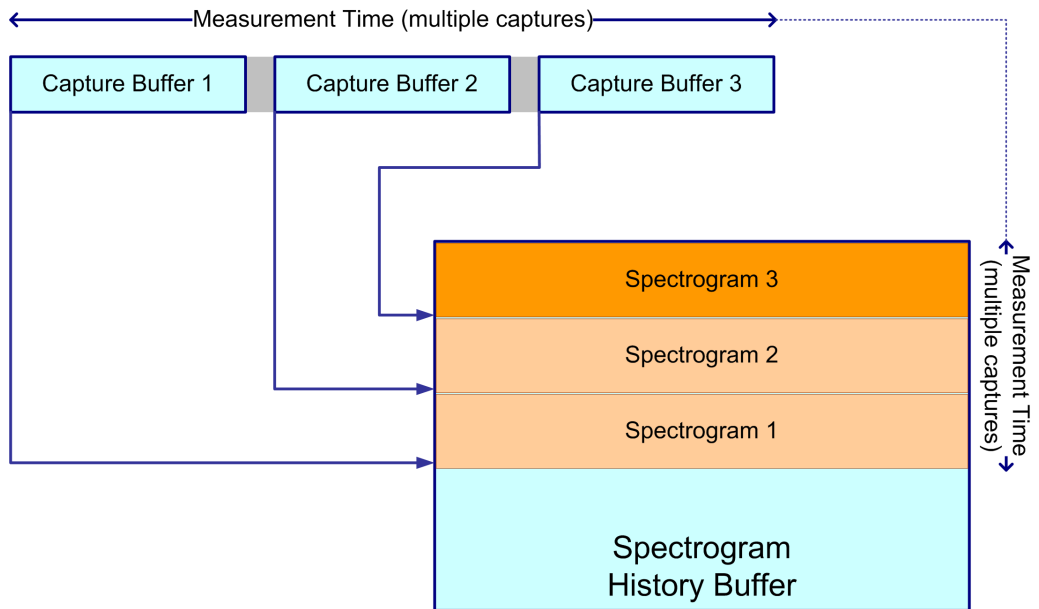 Measurement Time (multiple captures)
Capture Buffer 1
Capture Buffer 2
Capture Buffer 3
Spectrogram 3
Spectrogram 2
Spectrogram 1
Measurement Time
(multiple captures)
Spectrogram
History Buffer